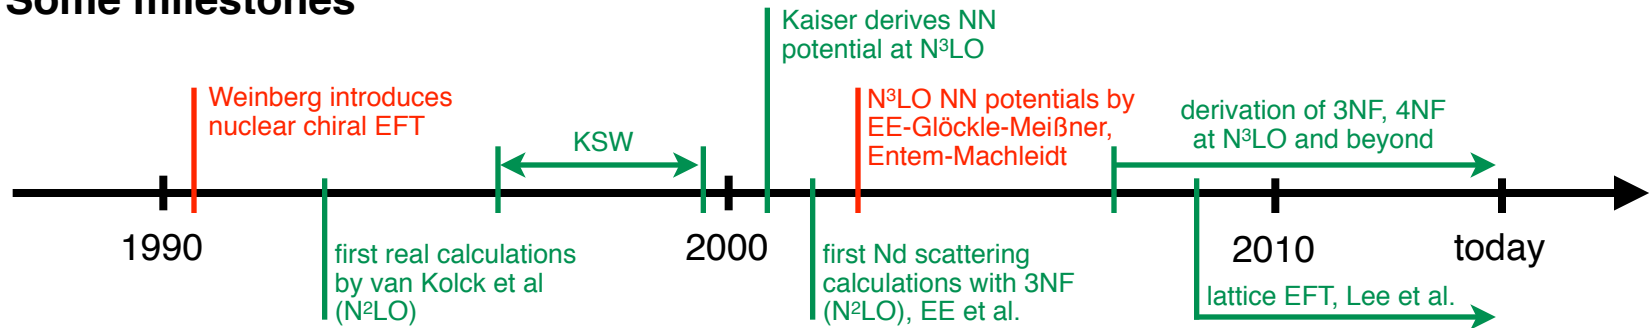 Some milestones
Kaiser derives NN
potential at N³LO
Weinberg introduces
nuclear chiral EFT
KSW
N³LO NN potentials by
EE-Glöckle-Meißner,
Entem-Machleidt
derivation of 3NF, 4NF
at N³LO and beyond
1990
2000
2010
today
first real calculations
by van Kolck et al
(N²LO)
first Nd scattering
calculations with 3NF
(N²LO), EE et al.
lattice EFT, Lee et al.